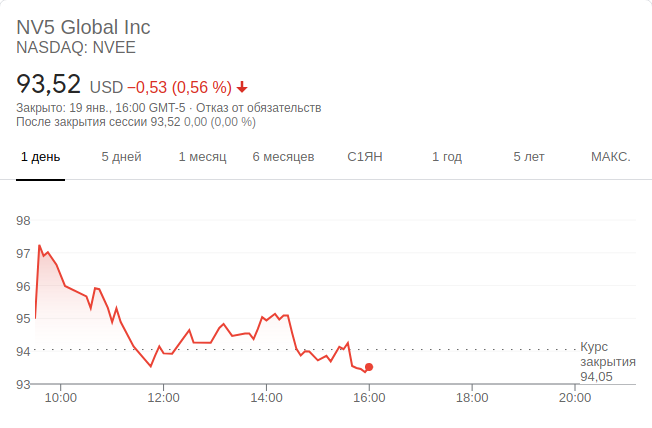 NV5 Global Inc
NASDAQ: NVEE
93,52 USD −0,53 (0,56 %)
Закрыто: 19 янв., 16:00 GMT-5 · Отказ от обязательств
После закрытия сессии 93,52 0,00 (0,00 %)
1 день 5 дней 1 месяц 6 месяцев С1ЯН 1 год 5 лет МАКС.
98
97
96
95
94
93
Курс
закрытия
94,05
10:00 12:00 14:00 16:00 18:00 20:00